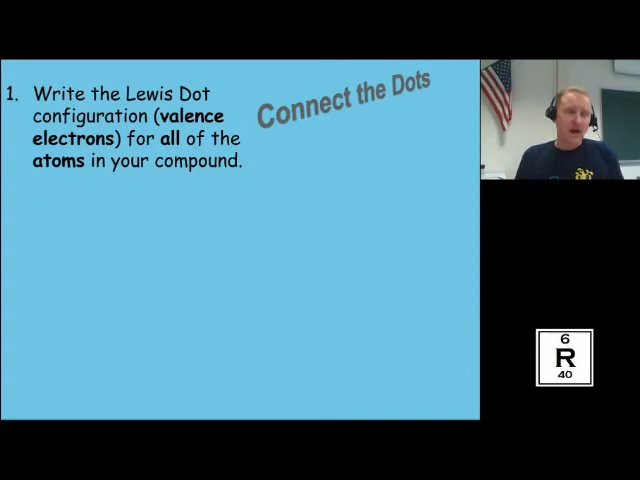 Connect the Dots
1. Write the Lewis Dot
configuration (valence
electrons) for all of the
atoms in your compound.
6
R
40